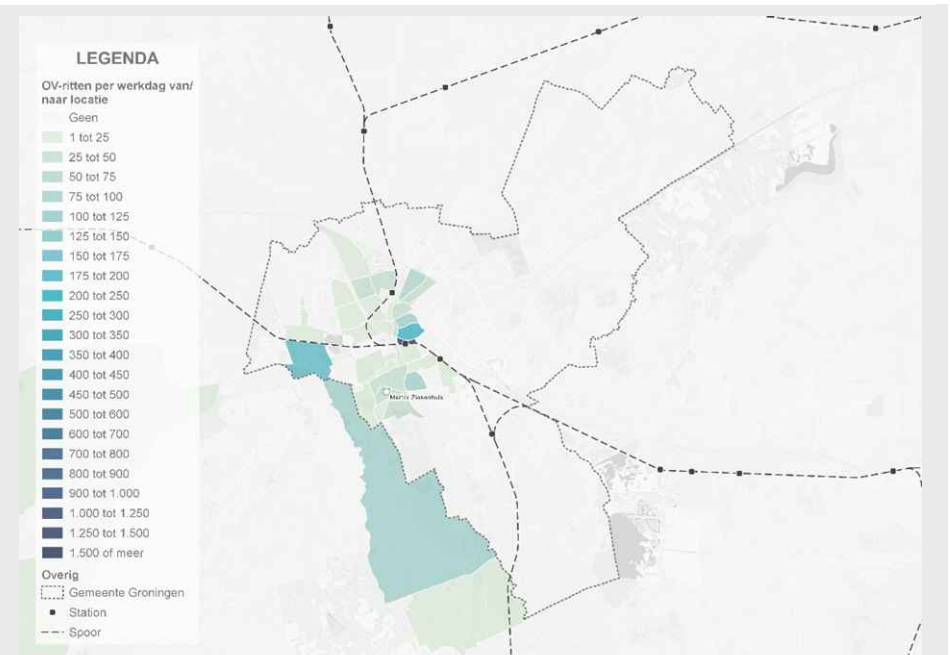 LEGENDA
OV-ritten per werkdag van/
naar locatie
Geen
1 tot 25
25 tot 50
50 tot 75
75 tot 100
100 tot 125
125 tot 150
150 tot 175
175 tot 200
200 tot 250
250 tot 300
300 tot 350
350 tot 400
400 tot 450
450 tot 500
500 tot 600
600 tot 700
700 tot 800
800 tot 900
900 tot 1.000
1.000 tot 1.250
1.250 tot 1.500
1.500 of meer
Overig
Gemeente Groningen
Station
Spoor
Martini Ziekenhuis